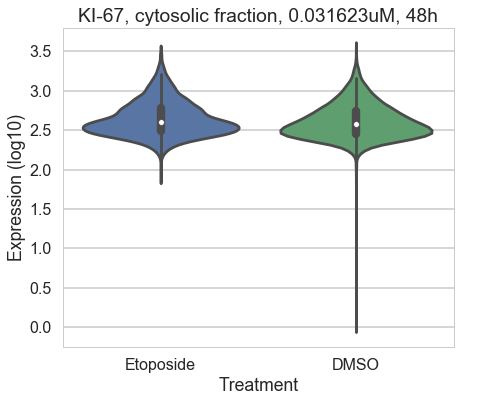 KI-67, cytosolic fraction, 0.031623uM, 48h
Expression (log10)
3.5
3.0
2.5
2.0
1.5
1.0
0.5
0.0
Etoposide DMSO
Treatment